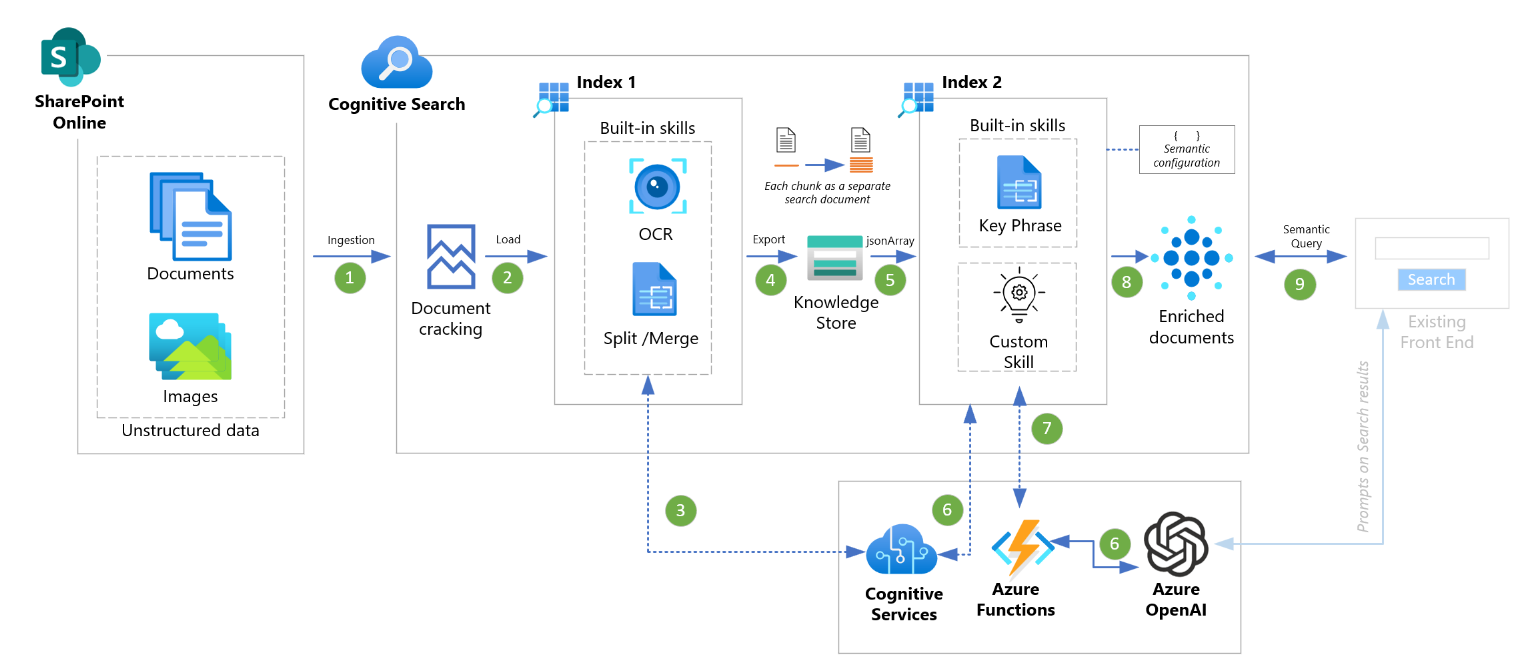 S
SharePoint
Online
Documents
Images
Unstructured data
Ingestion
1
Cognitive Search
Document
cracking
Load
2
Index 1
Built-in skills
OCR
Split /Merge
3
Each chunk as a separate
search document
Export
4
Knowledge
Store
jsonArray
5
Index 2
Built-in skills
Key Phrase
Custom
Skill
{ }
Semantic
configuration
8
Enriched
documents
Semantic
Query
9
Search
Existing
Front End
Prompts on Search results
7
6
6
Cognitive
Services
Azure
Functions
Azure
OpenAI